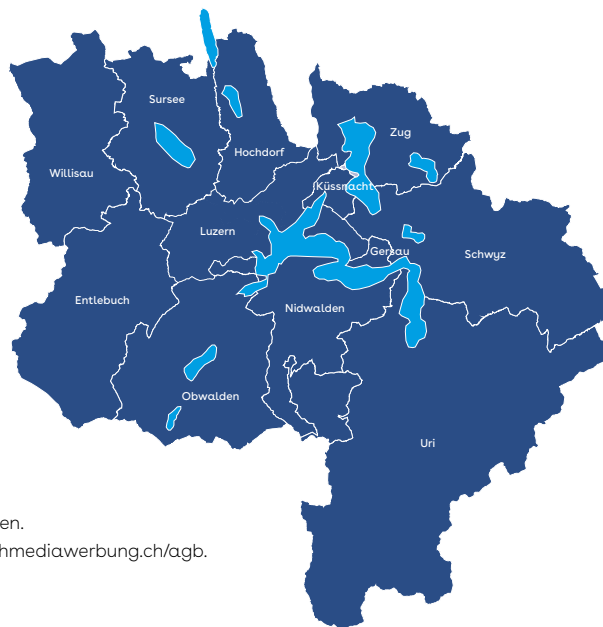 Sursee
Zug
Hochdorf
Willisau
Küssnacht
Luzern
Gersau
Schwyz
Entlebuch
Nidwalden
Obwalden
Uri
en.
hmediawerbung.ch/agb.